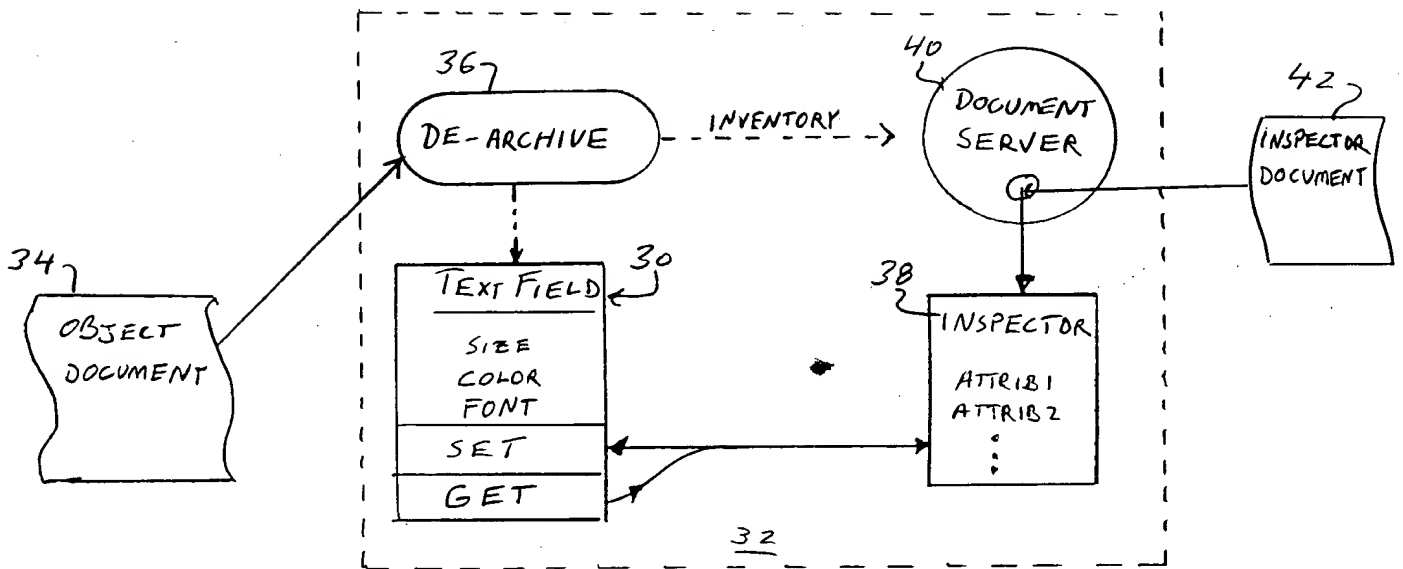 36
DE-ARCHIVE
INVENTORY
40
DOCUMENT
SERVER
42
INSPECTOR
DOCUMENT
34
OBJECT
DOCUMENT
30
TEXT FIELD
SIZE
COLOR
FONT
SET
GET
38
INSPECTOR
ATTRIB1
ATTRIB2
32